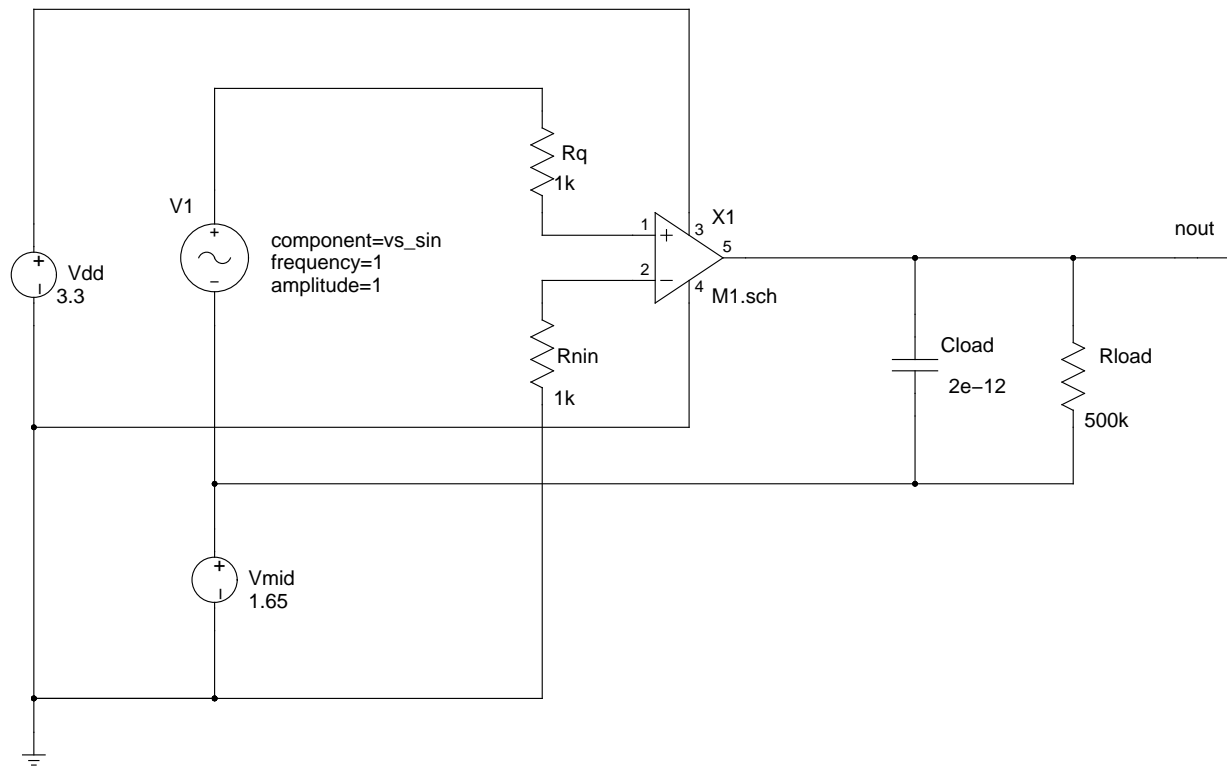 Rq
1k
V1
component=vs_sin
frequency=1
amplitude=1
X1
1
3
5
nout
Vdd
3.3
2
4
M1.sch
Rnin
1k
Cload
2e-12
Rload
500k
Vmid
1.65